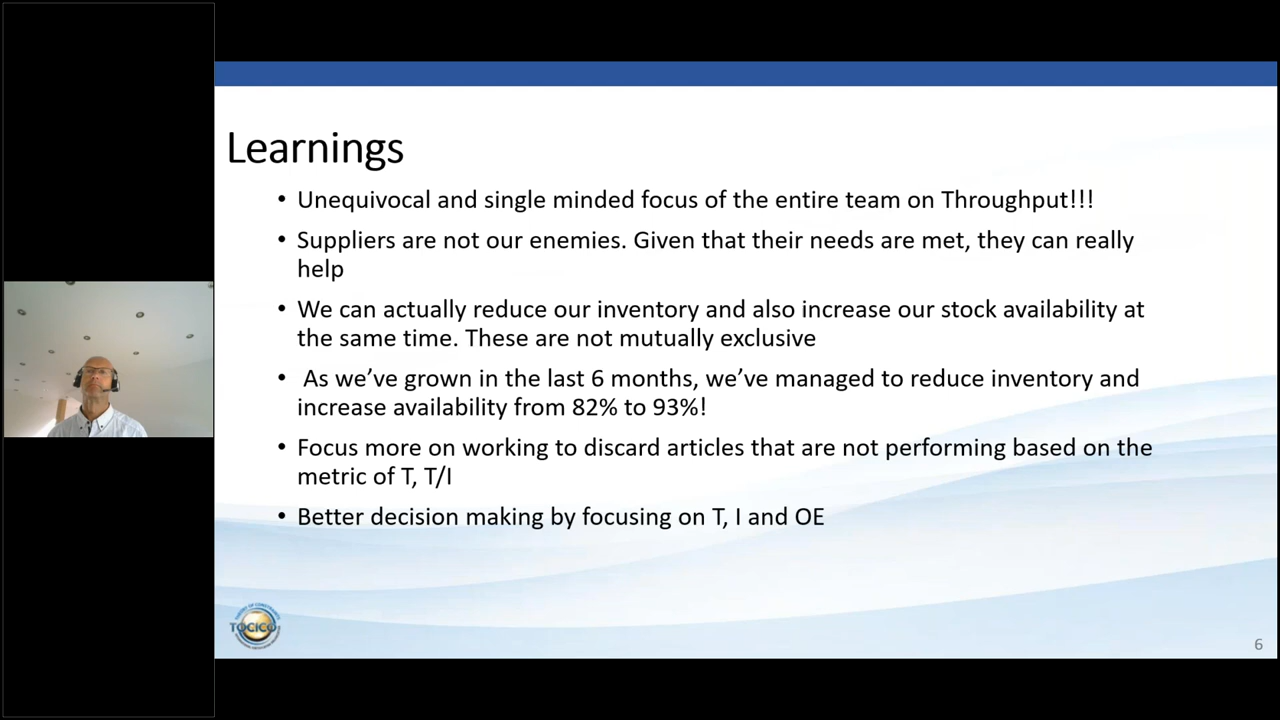 Learnings
• Unequivocal and single minded focus of the entire team on Throughput!!!
• Suppliers are not our enemies. Given that their needs are met, they can really
help
• We can actually reduce our inventory and also increase our stock availability at
the same time. These are not mutually exclusive
• As we’ve grown in the last 6 months, we’ve managed to reduce inventory and
increase availability from 82% to 93%!
• Focus more on working to discard articles that are not performing based on the
metric of T, T/I
• Better decision making by focusing on T, I and OE
TOCICO
6